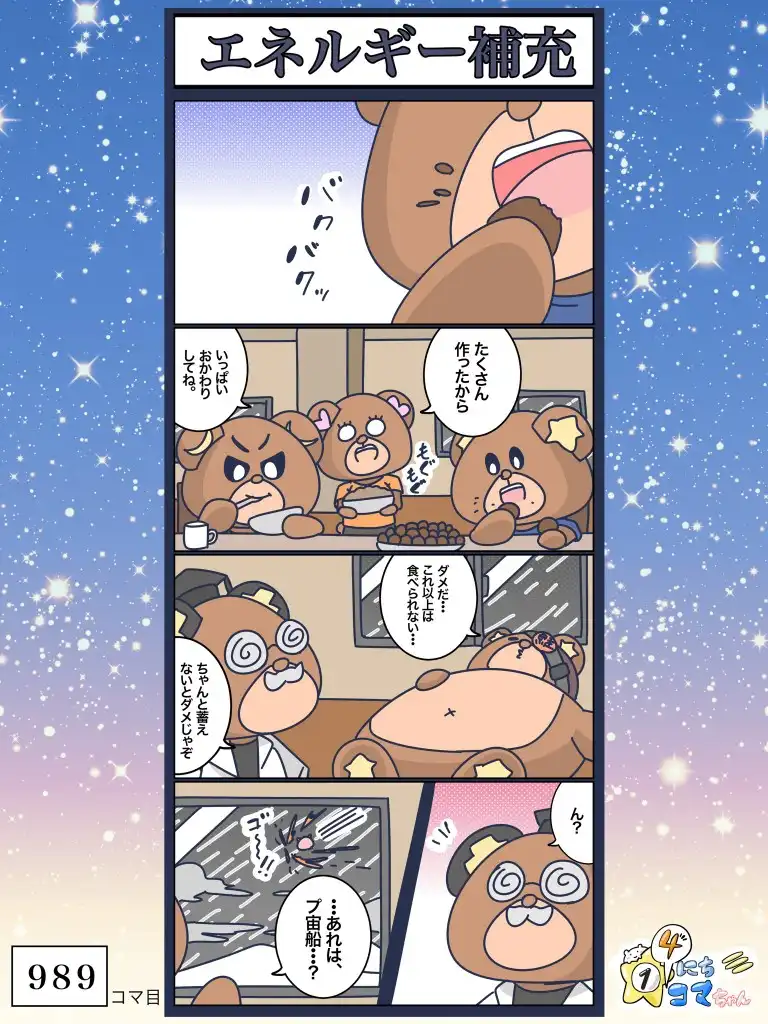 エネルギー補充
バク
バクッ
たくさん
作ったから
いっぱい
おかわり
してね。
もぐ
もぐ
ダメだ…
これ以上は
食べられない…
ちゃんと蓄え
ないとダメじゃぞ
ん?
ゴ〜〜!!
…あれは、
プ宙船…?
989
コマ目
1
4
にち
コマ
ちゃん